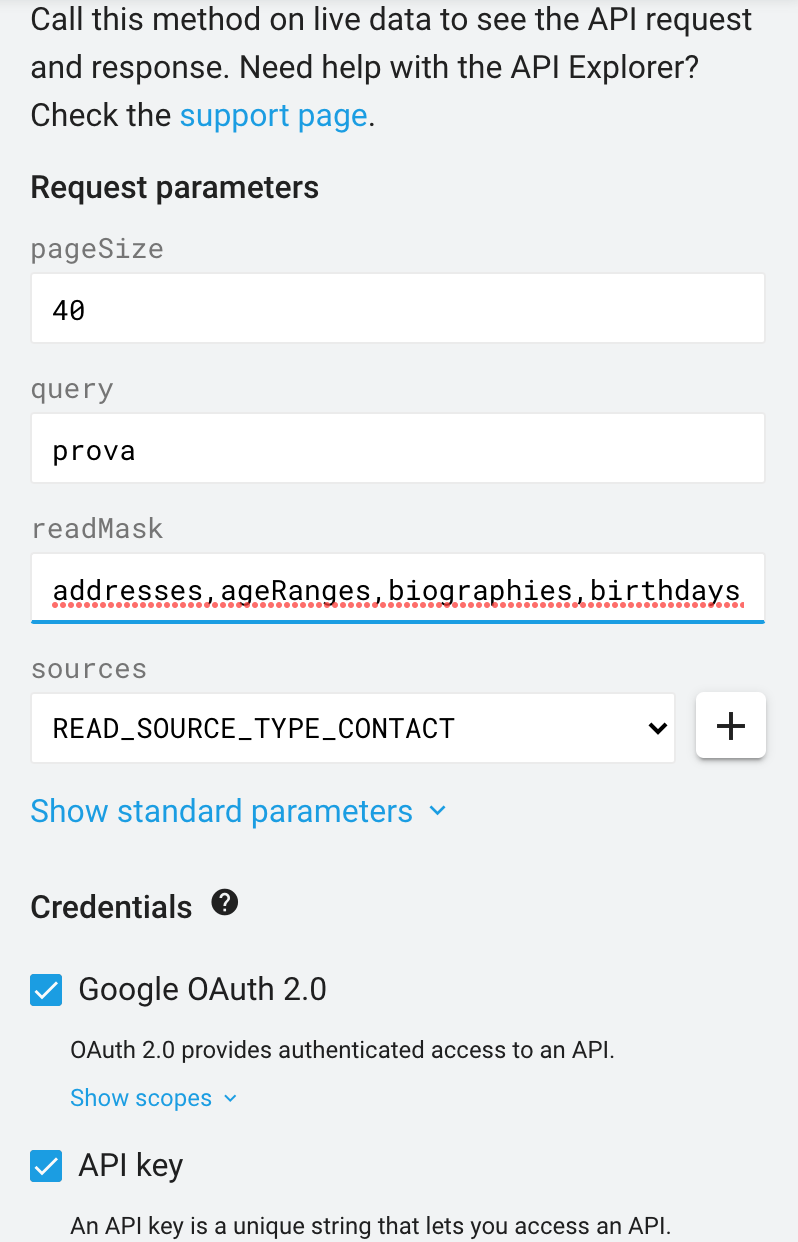 Call this method on live data to see the API request
and response. Need help with the API Explorer?
Check the support page.
Request parameters
pageSize
40
query
prova
readMask
addresses,ageRanges,biographies,birthdays
sources
READ_SOURCE_TYPE_CONTACT
Show standard parameters
Credentials ?
Google OAuth 2.0
OAuth 2.0 provides authenticated access to an API.
Show scopes
API key
An API key is a unique string that lets you access an API.